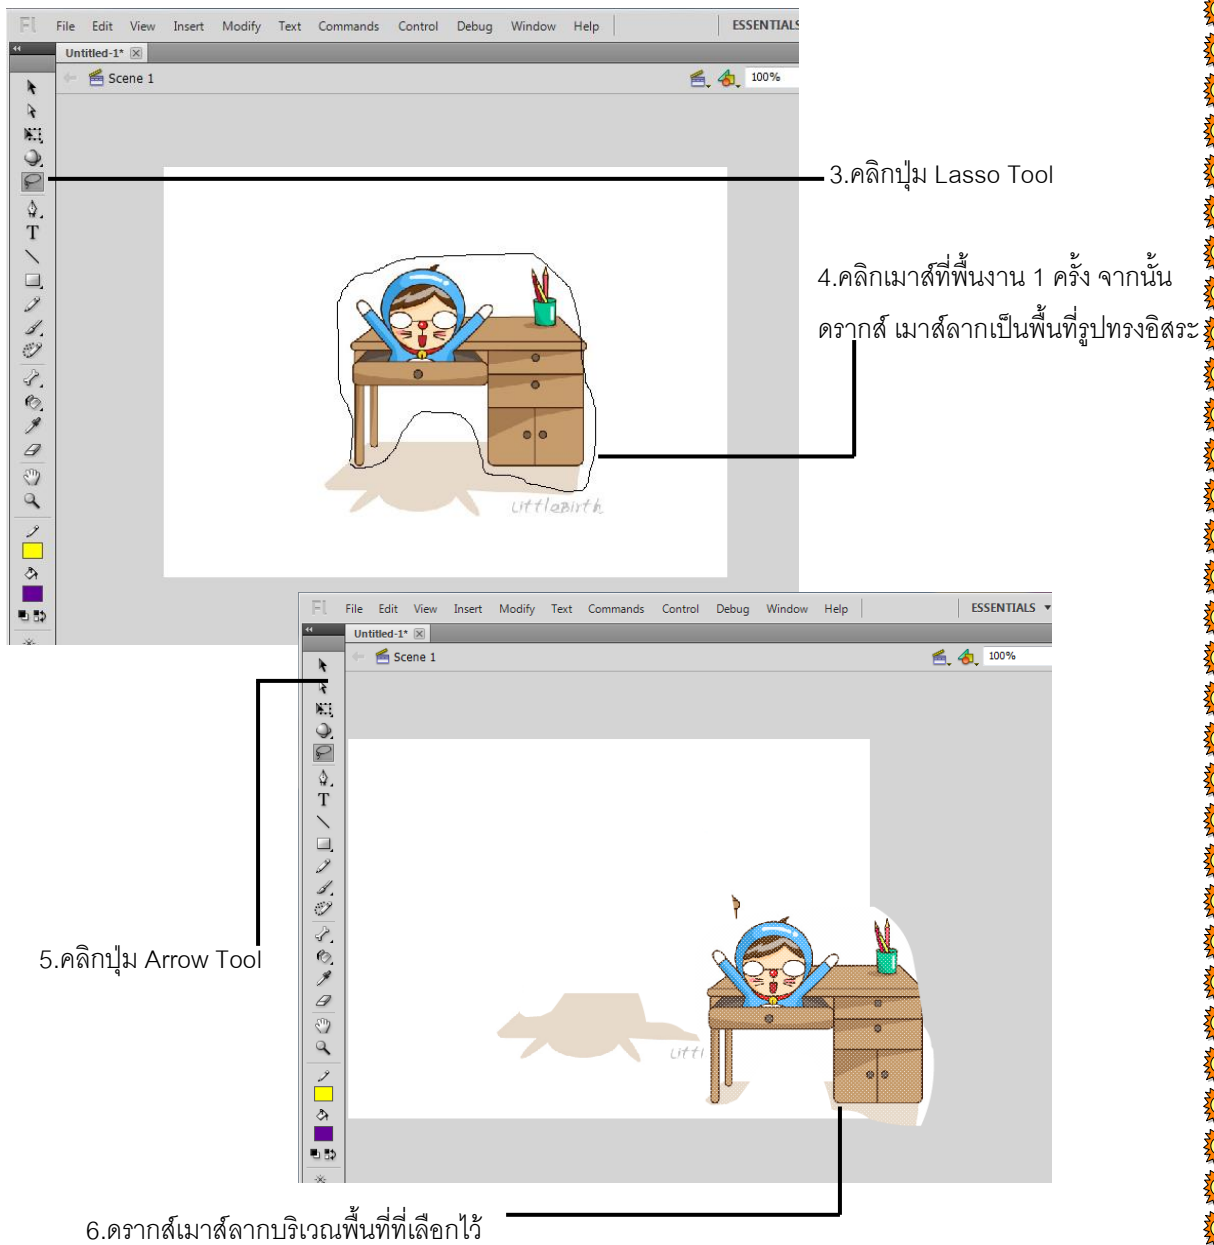 Fl File Edit View Insert Modify Text Commands Control Debug Window Help ESSENTIALS
Untitled-1*
Scene 1 100%
3.คลิกปุ่ม Lasso Tool
4.คลิกเมาส์ที่พื้นงาน 1 ครั้ง จากนั้น
ดรากส์ เมาส์ลากเป็นพื้นที่รูปทรงอิสระ
T
LittleBirth
Fl File Edit View Insert Modify Text Commands Control Debug Window Help ESSENTIALS
Untitled-1*
Scene 1 100%
T
5.คลิกปุ่ม Arrow Tool
Littl
6.ดรากส์เมาส์ลากบริเวณพื้นที่ที่เลือกไว้